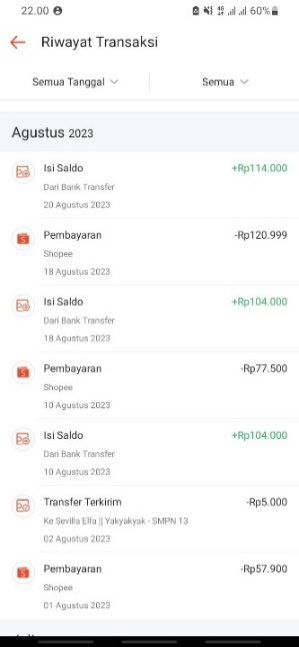 22.00 60%
Riwayat Transaksi
Semua Tanggal Semua
Agustus 2023
Isi Saldo +Rp114.000
Dari Bank Transfer
20 Agustus 2023
Pembayaran -Rp120.999
Shopee
18 Agustus 2023
Isi Saldo +Rp104.000
Dari Bank Transfer
18 Agustus 2023
Pembayaran -Rp77.500
Shopee
10 Agustus 2023
Isi Saldo +Rp104.000
Dari Bank Transfer
10 Agustus 2023
Transfer Terkirim -Rp5.000
Ke Sevilla Elfa || Yakyakyak - SMPN 13
02 Agustus 2023
Pembayaran -Rp57.900
Shopee
01 Agustus 2023